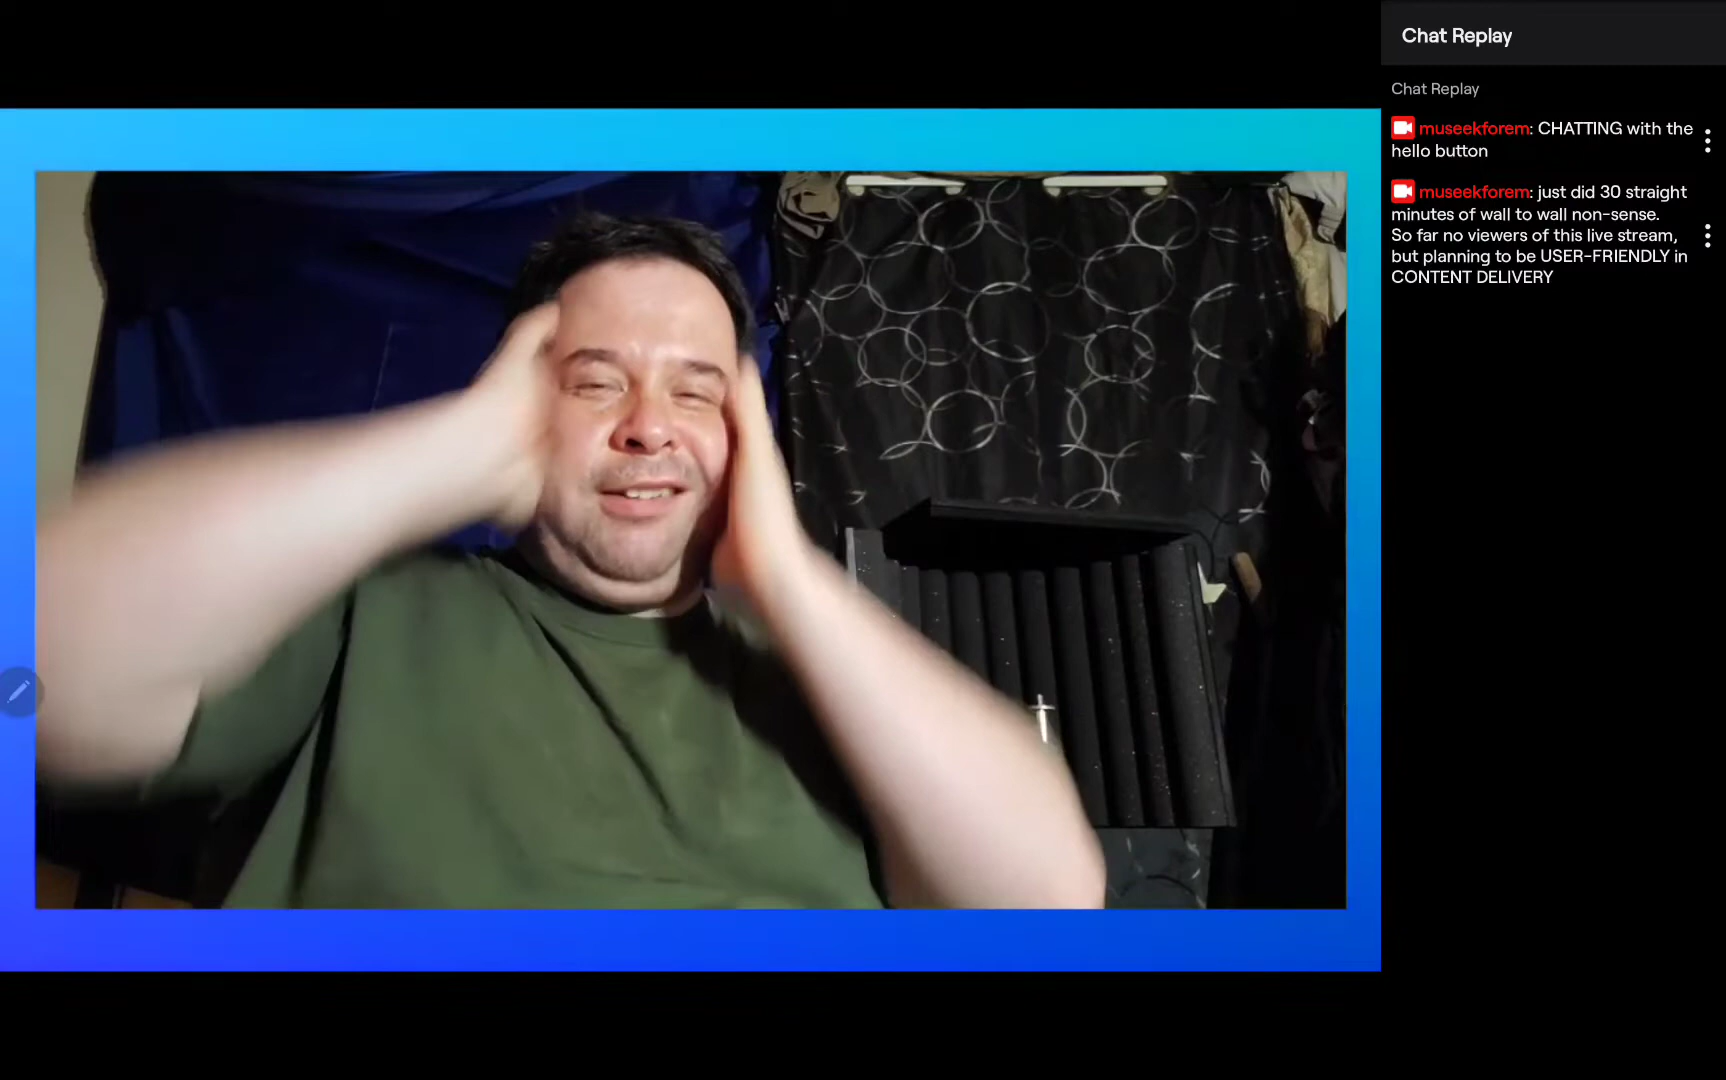 Chat Replay
Chat Replay
museekforem: CHATTING with the
hello button
museekforem: just did 30 straight
minutes of wall to wall non-sense.
So far no viewers of this live stream,
but planning to be USER-FRIENDLY in
CONTENT DELIVERY